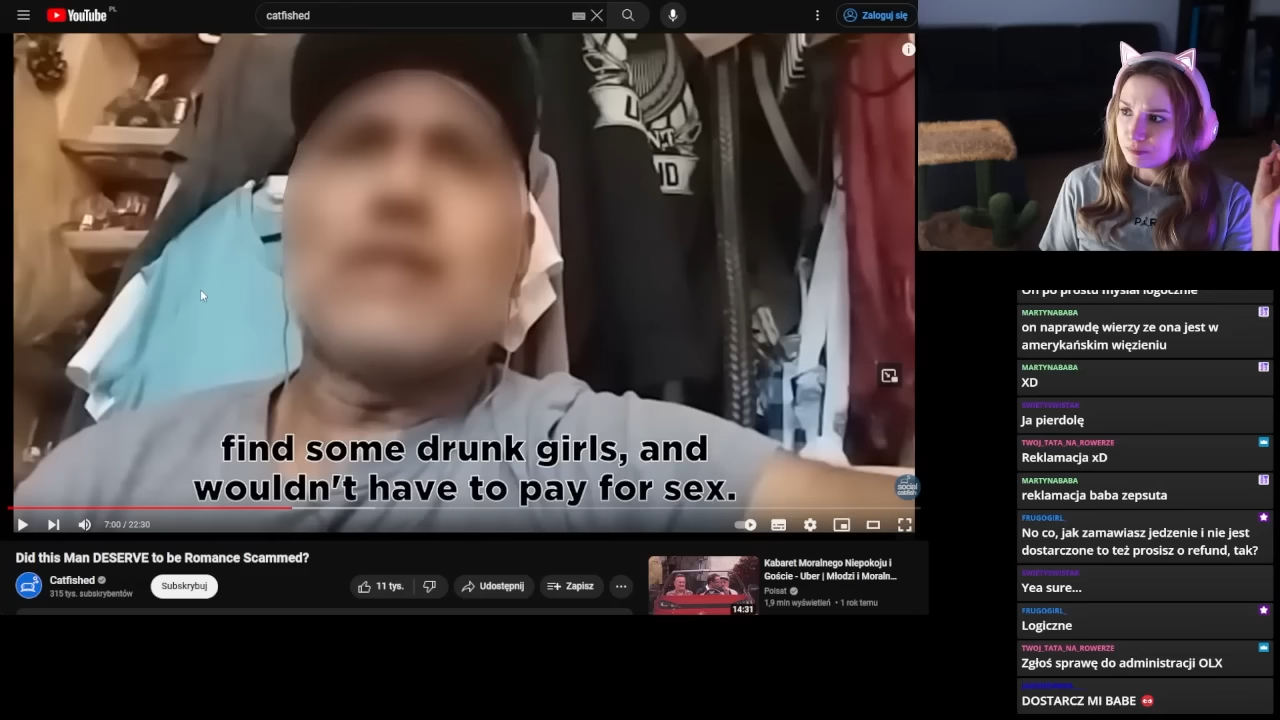 YouTube PL
catfished
Zaloguj się
find some drunk girls, and
wouldn't have to pay for sex.
social
catfish
7:00 / 22:30
Did this Man DESERVE to be Romance Scammed?
Catfished
315 tys. subskrybentów
Subskrybuj
11 tys.
Udostępnij
Zapisz
14:31
Kabaret Moralnego Niepokoju i
Goście - Uber | Młodzi i Moraln...
Polsat
1,9 mln wyświetleń • 1 rok temu
On po prostu myślał logicznie
MARTYNABABA
on naprawdę wierzy ze ona jest w
amerykańskim więzieniu
MARTYNABABA
XD
Ja pierdolę
TWOJ_TATA_NA_ROWERZE
Reklamacja xD
MARTYNABABA
reklamacja baba zepsuta
FRUGOGIRL_
No co, jak zamawiasz jedzenie i nie jest
dostarczone to też prosisz o refund, tak?
Yea sure...
FRUGOGIRL_
Logiczne
TWOJ_TATA_NA_ROWERZE
Zgłoś sprawę do administracji OLX
DOSTARCZ MI BABE